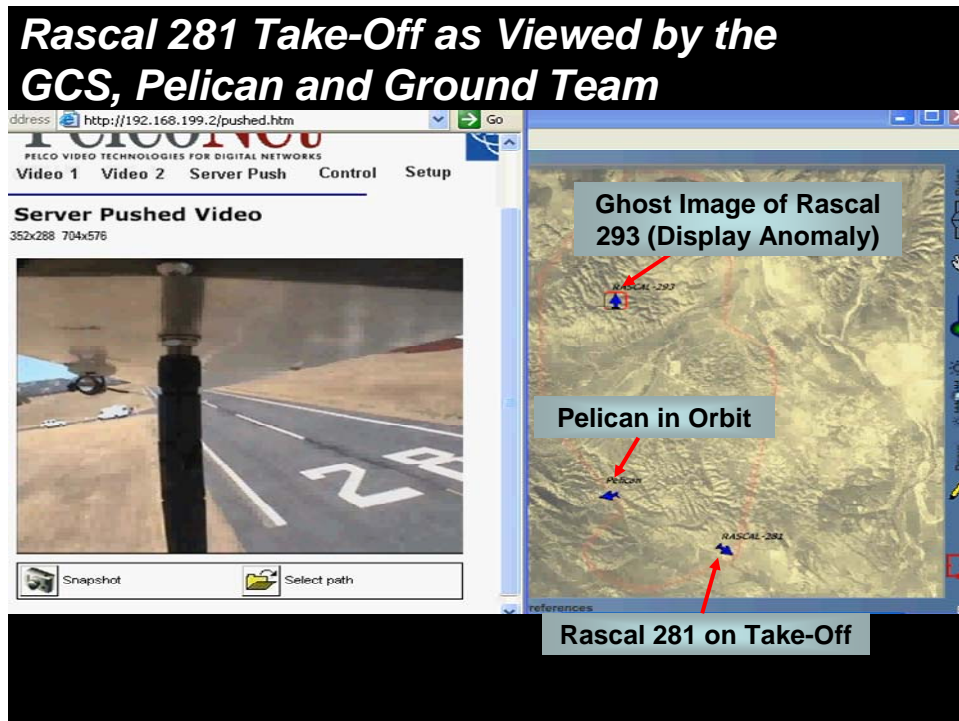 Rascal 281 Take-Off as Viewed by the
GCS, Pelican and Ground Team
ddress http://192.168.199.2/pushed.htm Go
PelcoNet
PELCO VIDEO TECHNOLOGIES FOR DIGITAL NETWORKS
Video 1 Video 2 Server Push Control Setup
Server Pushed Video
352x288 704x576
28
Snapshot Select path
Ghost Image of Rascal
293 (Display Anomaly)
RASCAL-293
Pelican in Orbit
Pelican
RASCAL-281
references
Rascal 281 on Take-Off